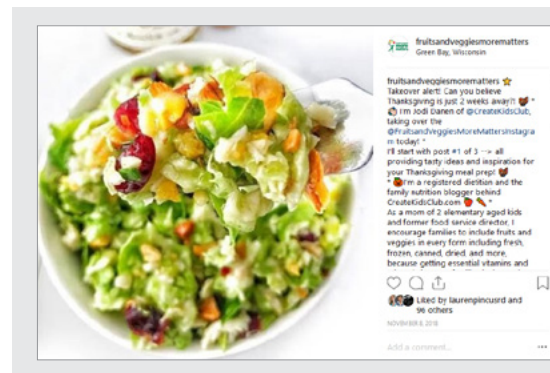 fruitsandveggiesmorematters
Green Bay, Wisconsin
fruitsandveggiesmorematters
Takeover alert! Can you believe
Thanksgiving is just 2 weeks away?! *
I'm Jodi Danen of @CreateKidsClub,
taking over the
@FruitsandVeggiesMoreMattersInstagra
m today! *
I'll start with post #1 of 3 --> all
providing tasty ideas and inspiration for
your Thanksgiving meal prep!
* I'm a registered dietitian and the
family nutrition blogger behind
CreateKidsClub.com *
As a mom of 2 elementary aged kids
and former food service director, I
encourage families to include fruits and
veggies in every form including fresh,
frozen, canned, dried, and more,
because getting essential vitamins and
Liked by laurenpincusrd and
96 others
NOVEMBER 8, 2018
Add a comment...